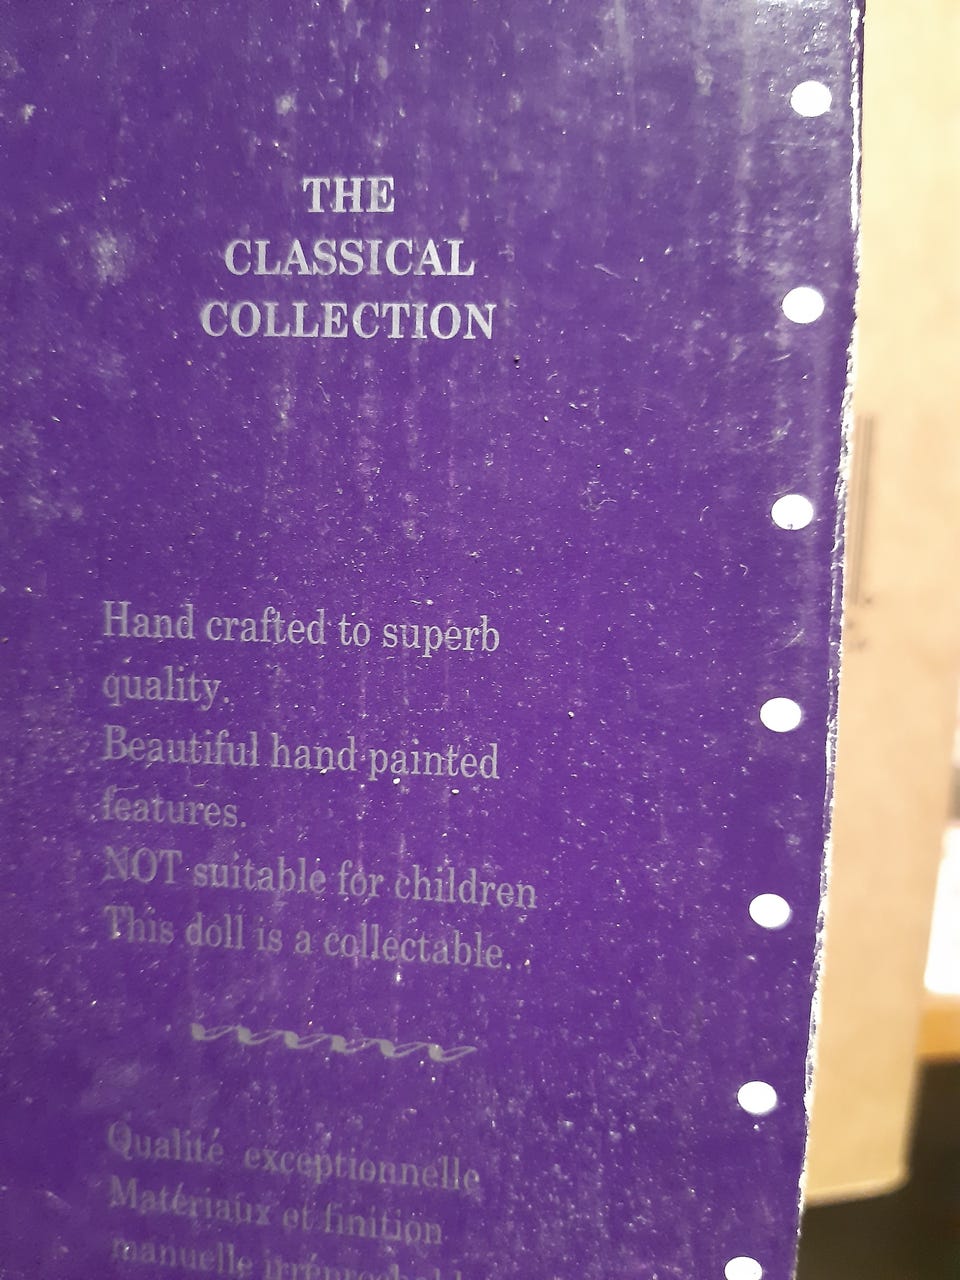 THE
CLASSICAL
COLLECTION
Hand crafted to superb
quality.
Beautiful hand painted
features.
NOT suitable for children
This doll is a collectable.
Qualité exceptionnelle
Matériaux et finition
manuelle